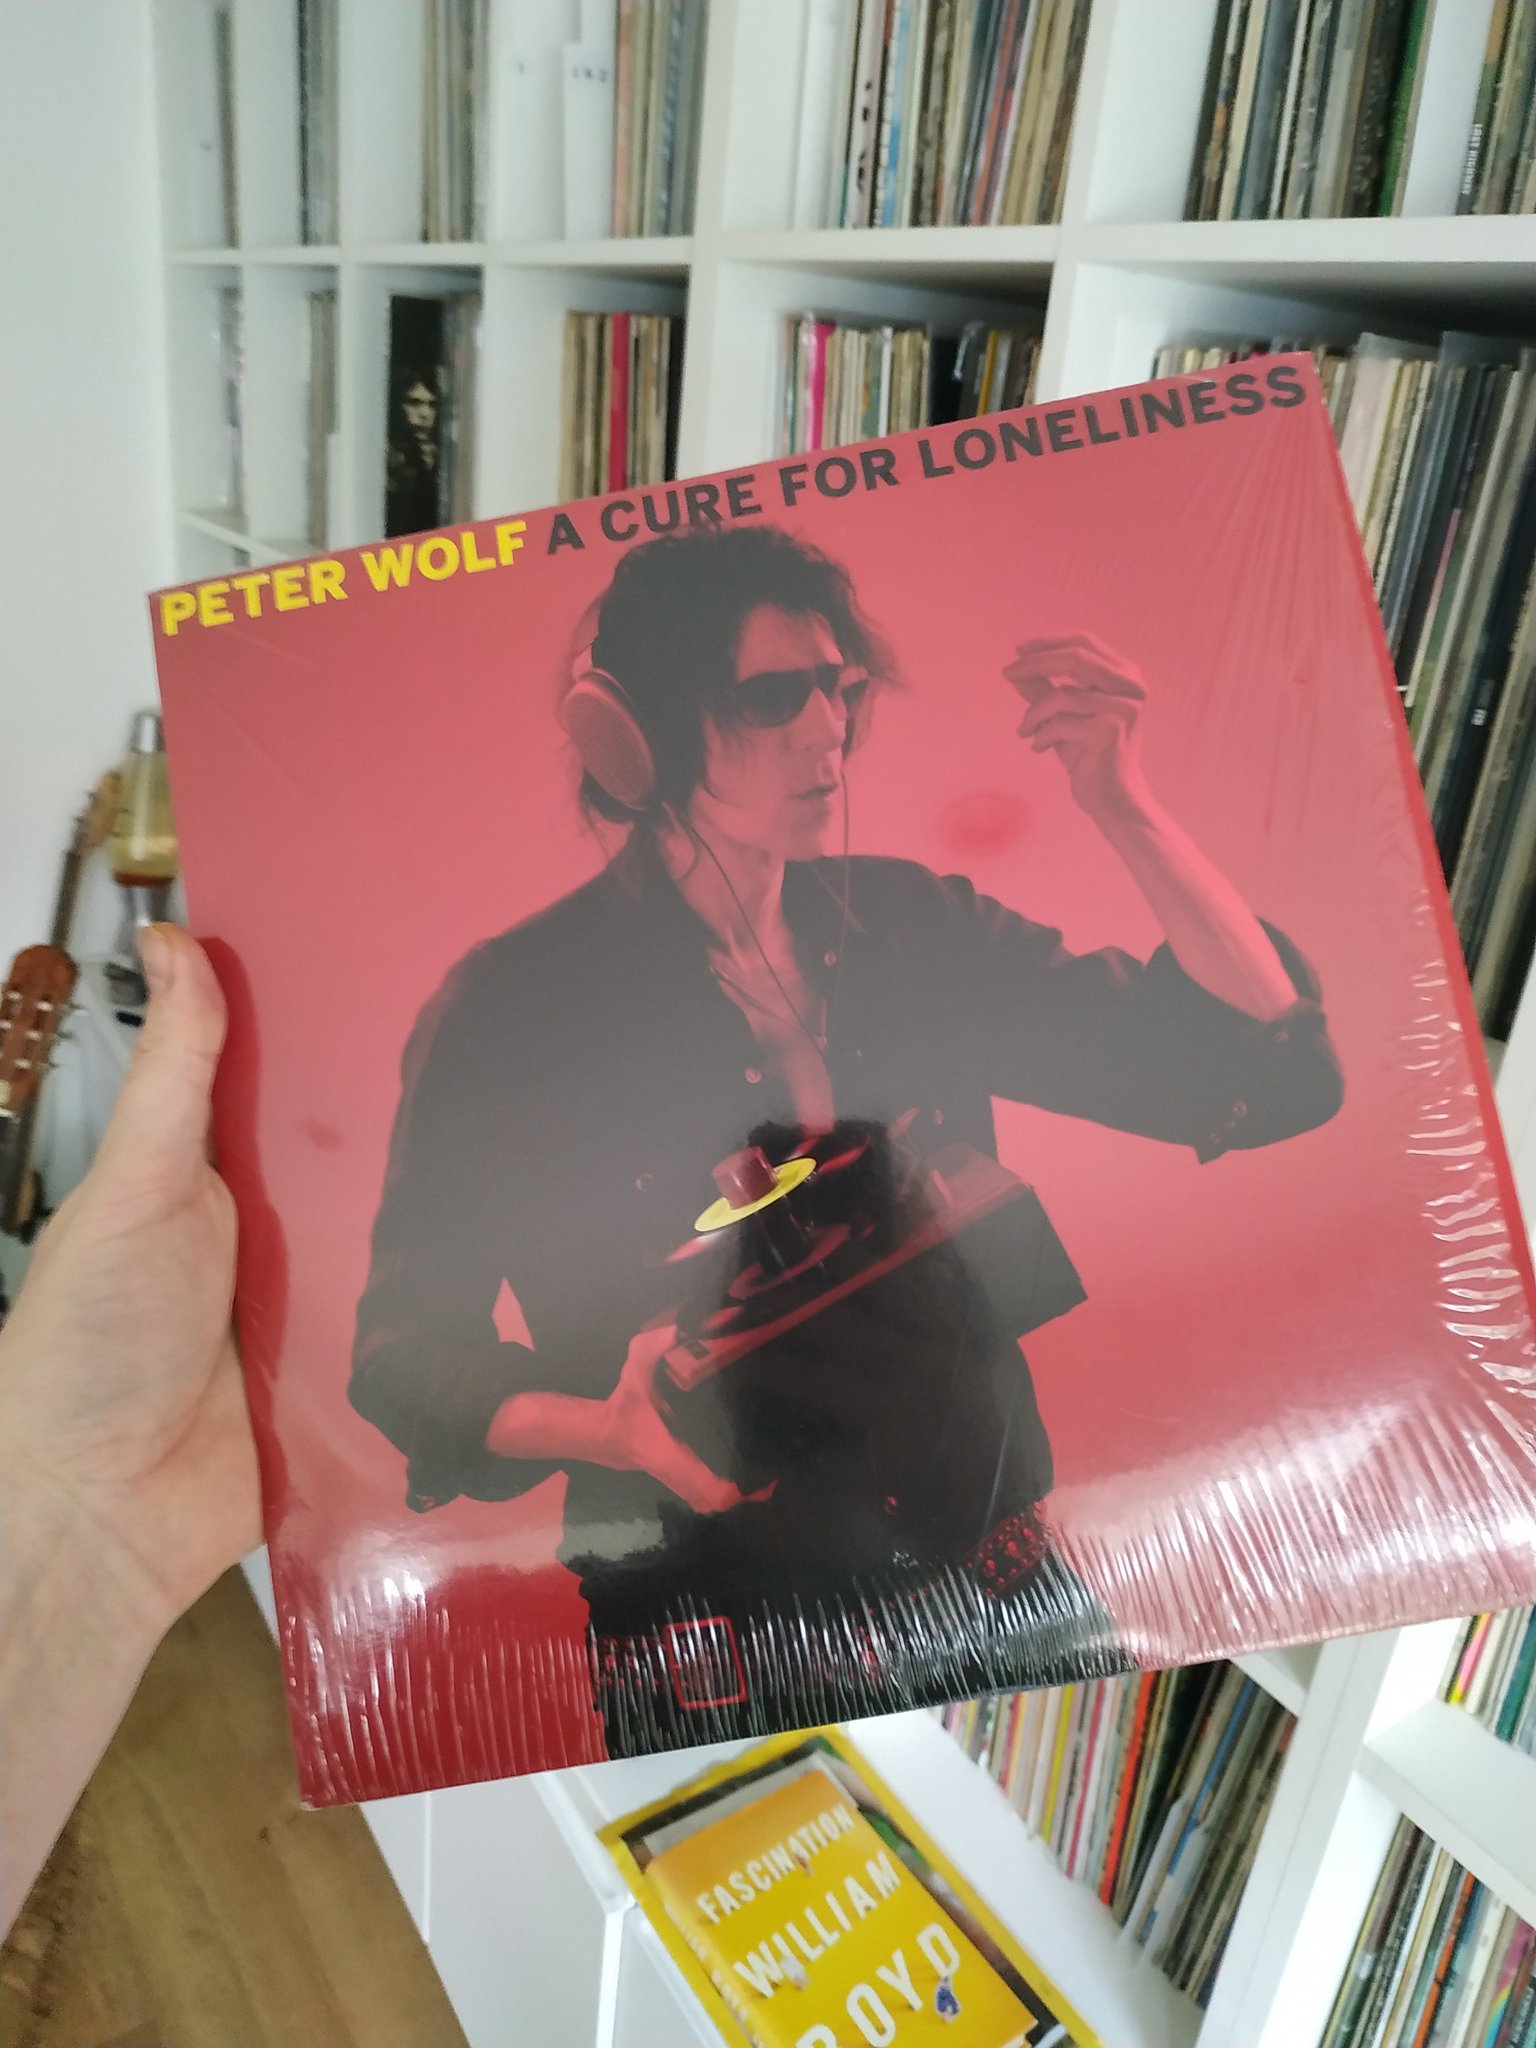 PETER WOLF A CURE FOR LONELINESS
FASCINATION
WILLIAM
BOYD